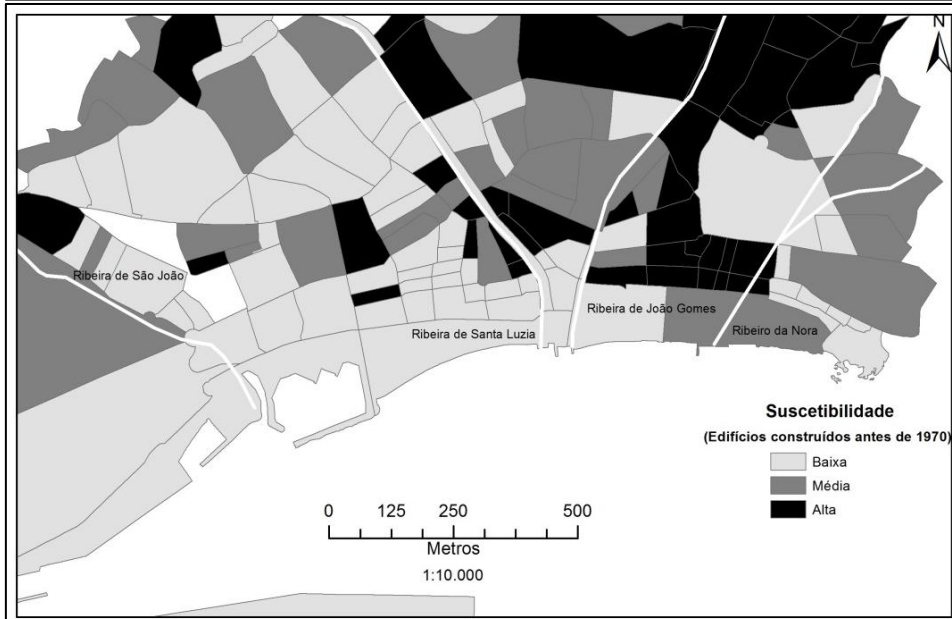 N
Ribeira de São João
Ribeira de João Gomes
Ribeira de Santa Luzia
Ribeiro da Nora
Suscetibilidade
(Edifícios construídos antes de 1970)
Baixa
Média
Alta
0 125 250 500
Metros
1:10.000